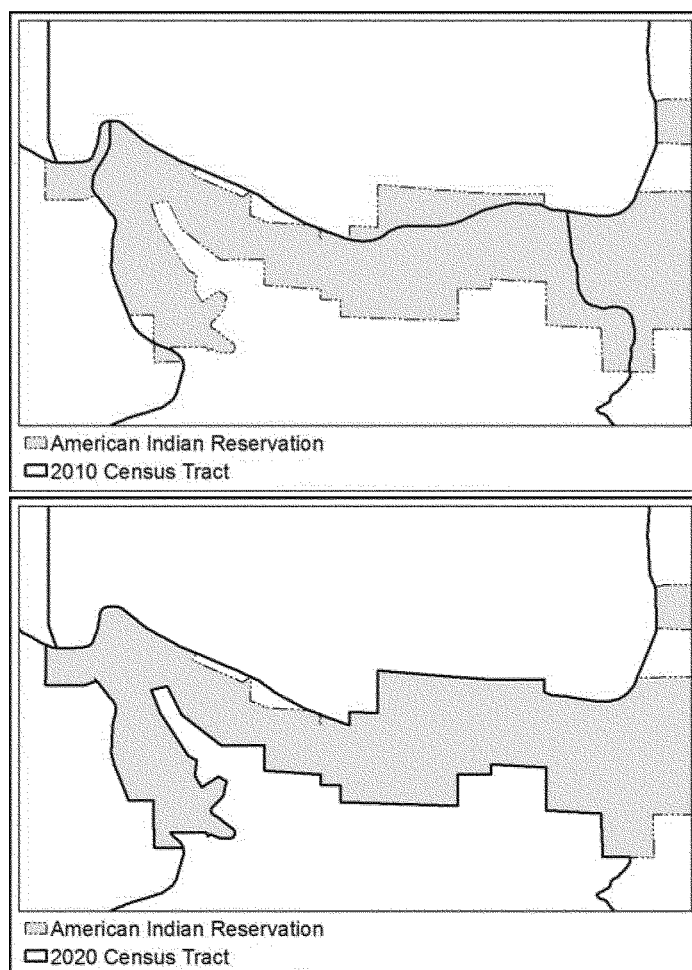 American Indian Reservation
2010 Census Tract
American Indian Reservation
2020 Census Tract